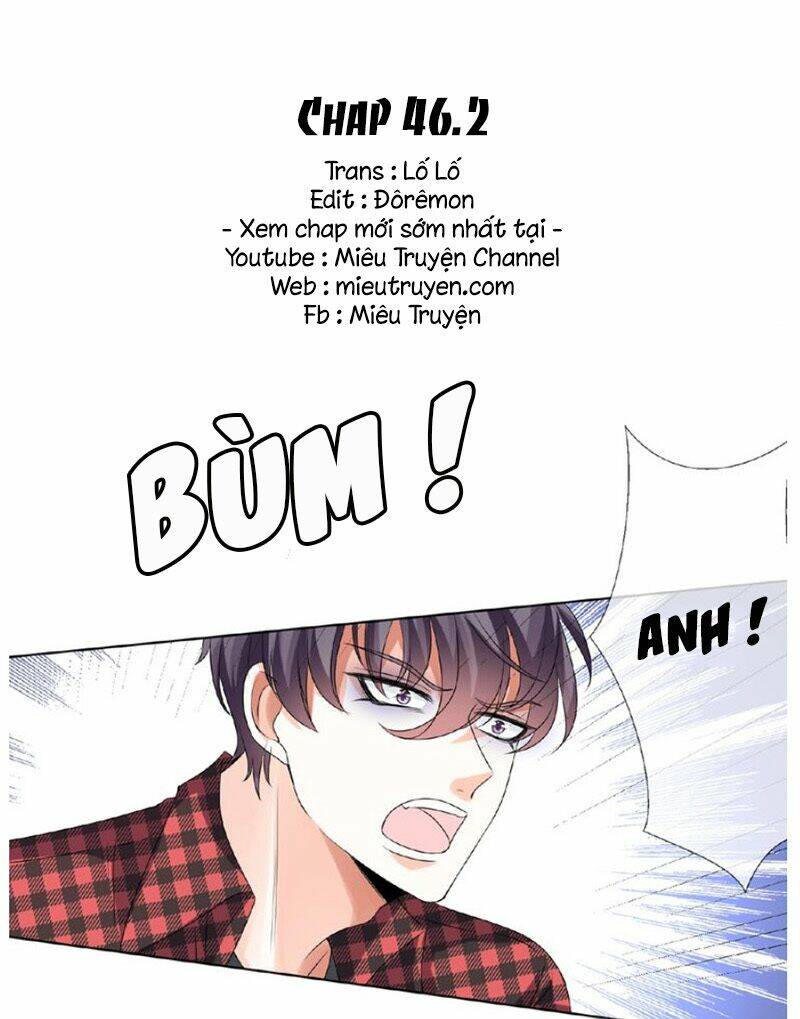 CHAP 46.2
Trans : Lố Lố
Edit : Đôrêmon
- Xem chap mới sớm nhất tại -
Youtube : Miêu Truyện Channel
Web : mieutruyen.com
Fb : Miêu Truyện
BÙM !
ANH !